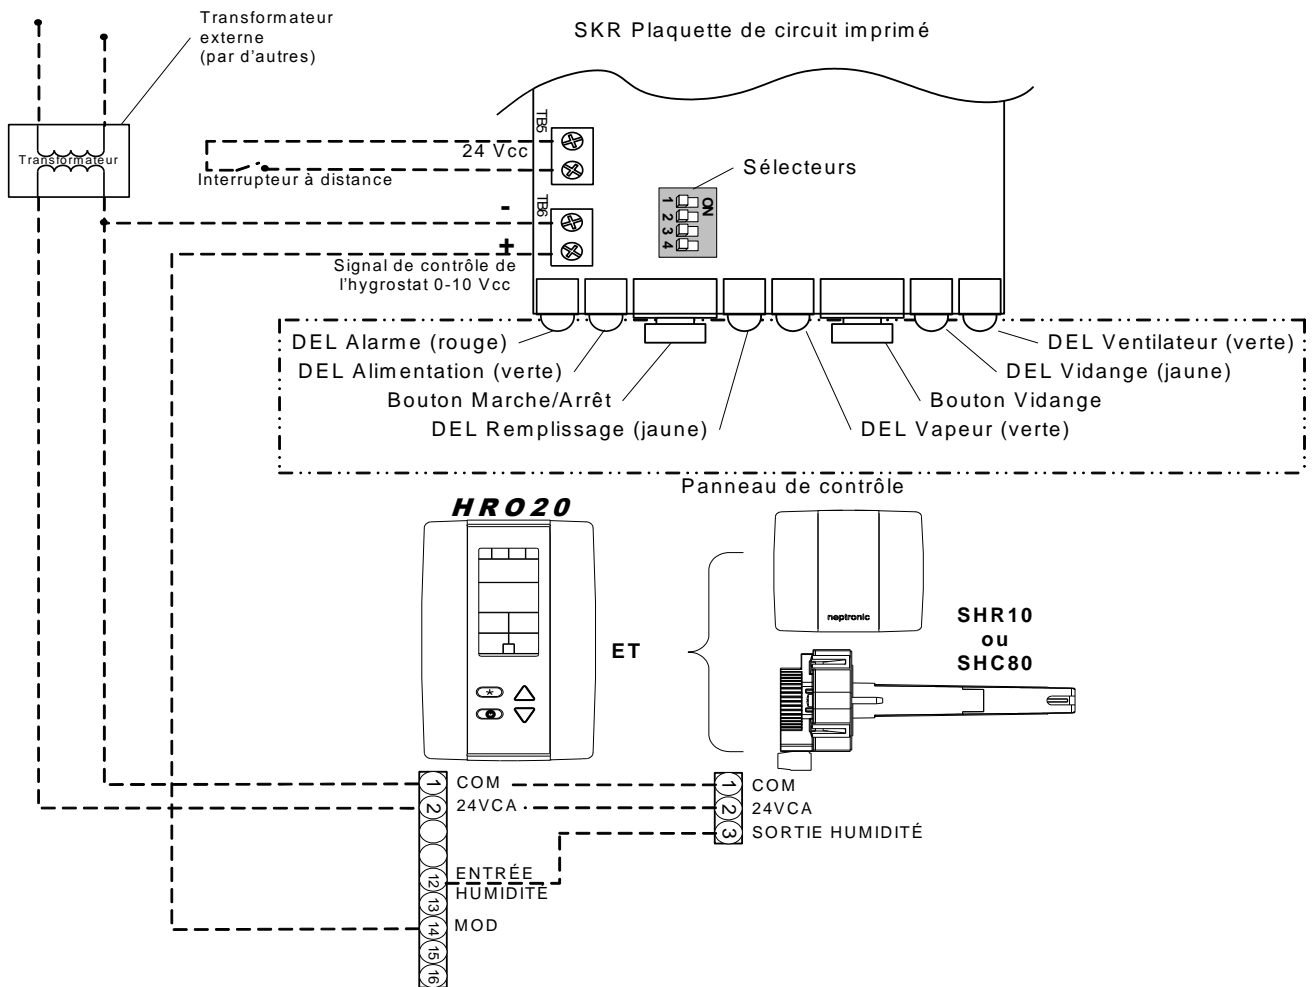 Transformateur
externe
(par d'autres)
SKR Plaquette de circuit imprimé
Transformateur
TB5
24 Vcc
Interrupteur à distance
Sélecteurs
ON
1
2
3
4
TB6
-
+
Signal de contrôle de
l'hygrostat 0-10 Vcc
DEL Alarme (rouge)
DEL Ventilateur (verte)
DEL Alimentation (verte)
DEL Vidange (jaune)
Bouton Marche/Arrêt
Bouton Vidange
DEL Remplissage (jaune)
DEL Vapeur (verte)
Panneau de contrôle
HRO20
neptronic
SHR10
ou
SHC80
ET
1 COM
2 24VCA
12 ENTRÉE
HUMIDITÉ
13
14 MOD
15
16
1 COM
2 24VCA
3 SORTIE HUMIDITÉ